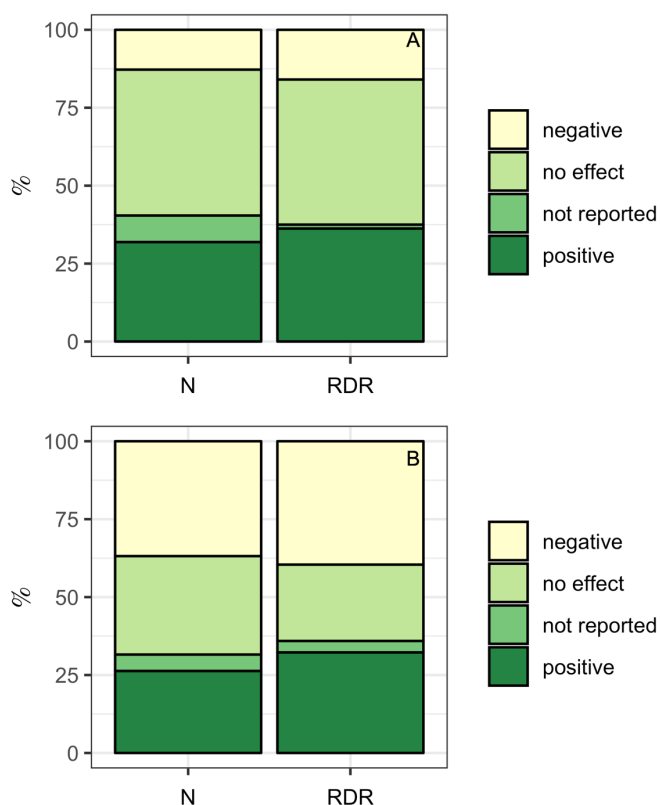 A
100
75
50
25
0
%
N RDR
negative
no effect
not reported
positive
B
100
75
50
25
0
%
N RDR
negative
no effect
not reported
positive